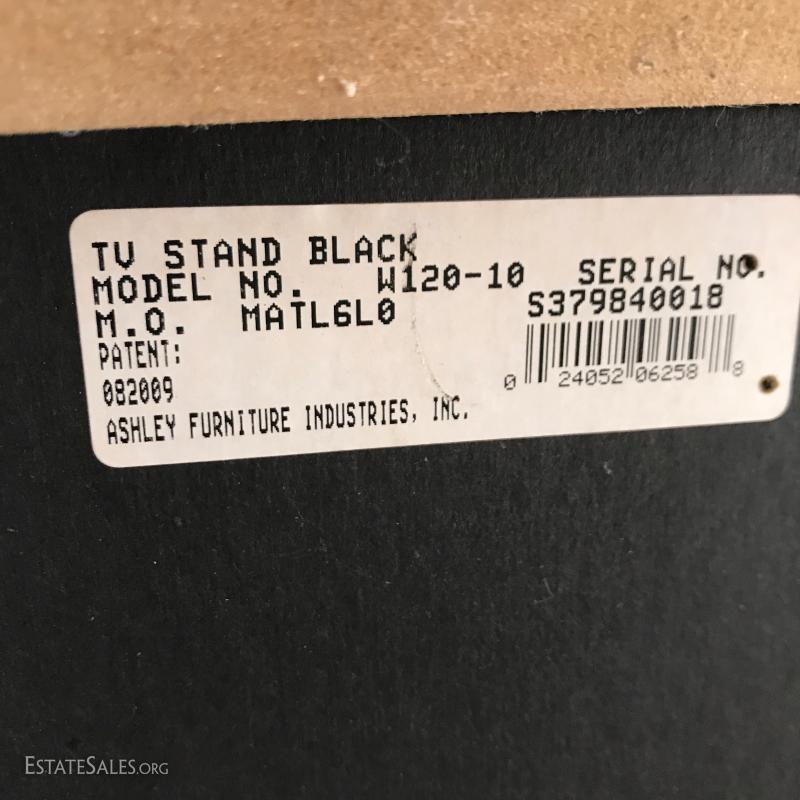 TV STAND BLACK
MODEL NO. W120-10 SERIAL NO.
M.O. MATL6L0 S379840018
PATENT:
082009
0 24052 06258 8
ASHLEY FURNITURE INDUSTRIES, INC.
ESTATESALES.ORG